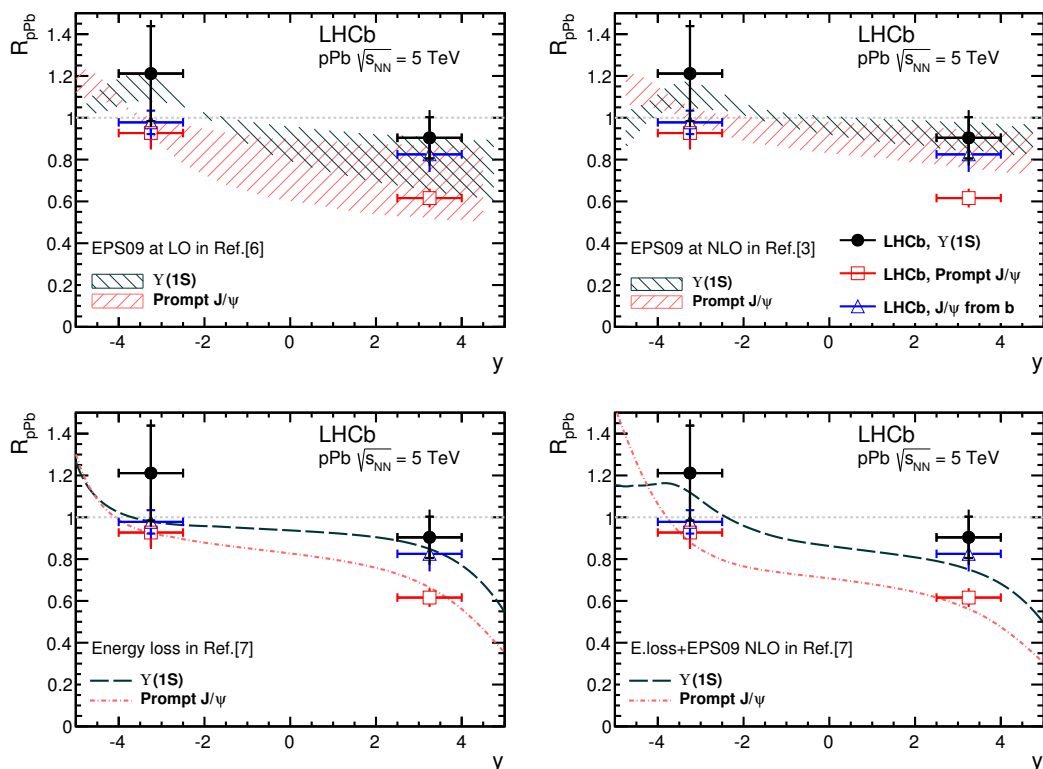 R_pPb
LHCb
pPb √s_NN = 5 TeV
1.4
1.2
1
0.8
0.6
0.4
0.2
0
EPS09 at LO in Ref.[6]
ϒ(1S)
Prompt J/ψ
-4 -2 0 2 4
y
R_pPb
LHCb
pPb √s_NN = 5 TeV
1.4
1.2
1
0.8
0.6
0.4
0.2
0
LHCb, ϒ(1S)
LHCb, Prompt J/ψ
LHCb, J/ψ from b
EPS09 at NLO in Ref.[3]
ϒ(1S)
Prompt J/ψ
-4 -2 0 2 4
y
R_pPb
LHCb
pPb √s_NN = 5 TeV
1.4
1.2
1
0.8
0.6
0.4
0.2
0
Energy loss in Ref.[7]
ϒ(1S)
Prompt J/ψ
-4 -2 0 2 4
y
R_pPb
LHCb
pPb √s_NN = 5 TeV
1.4
1.2
1
0.8
0.6
0.4
0.2
0
E.loss+EPS09 NLO in Ref.[7]
ϒ(1S)
Prompt J/ψ
-4 -2 0 2 4
y